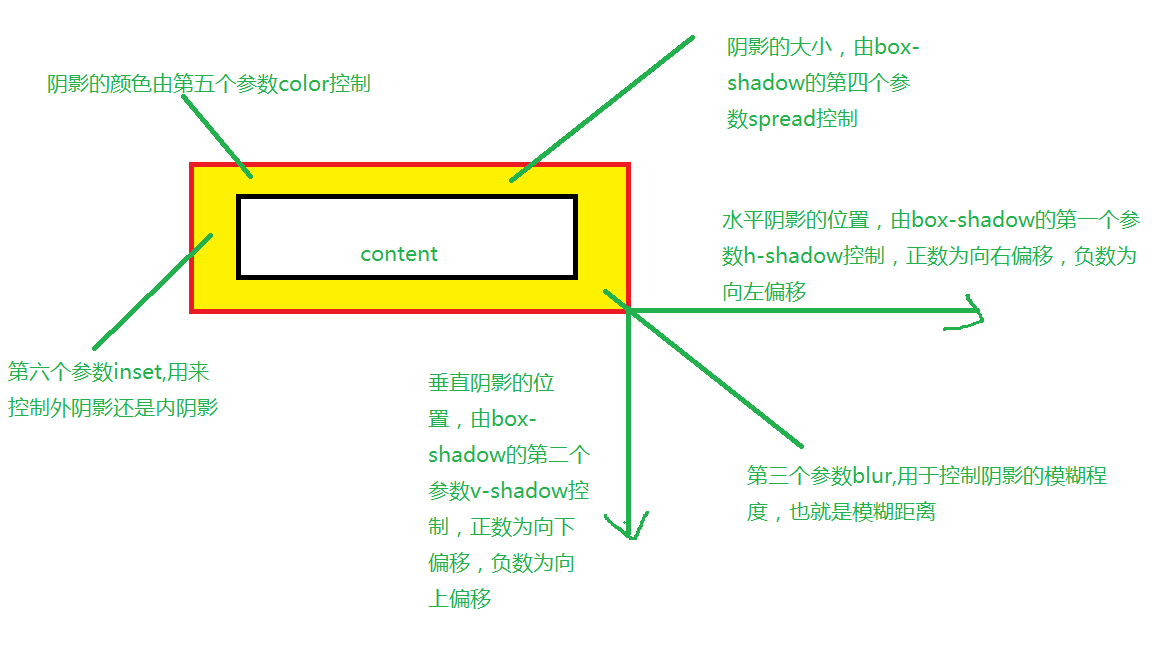 阴影的大小，由box-
shadow的第四个参
数spread控制
阴影的颜色由第五个参数color控制
水平阴影的位置，由box-shadow的第一个参
数h-shadow控制，正数为向右偏移，负数为
向左偏移
content
第六个参数inset,用来
控制外阴影还是内阴影
垂直阴影的位
置，由box-
shadow的第二个
参数v-shadow控
制，正数为向下
偏移，负数为向
上偏移
第三个参数blur,用于控制阴影的模糊程
度，也就是模糊距离